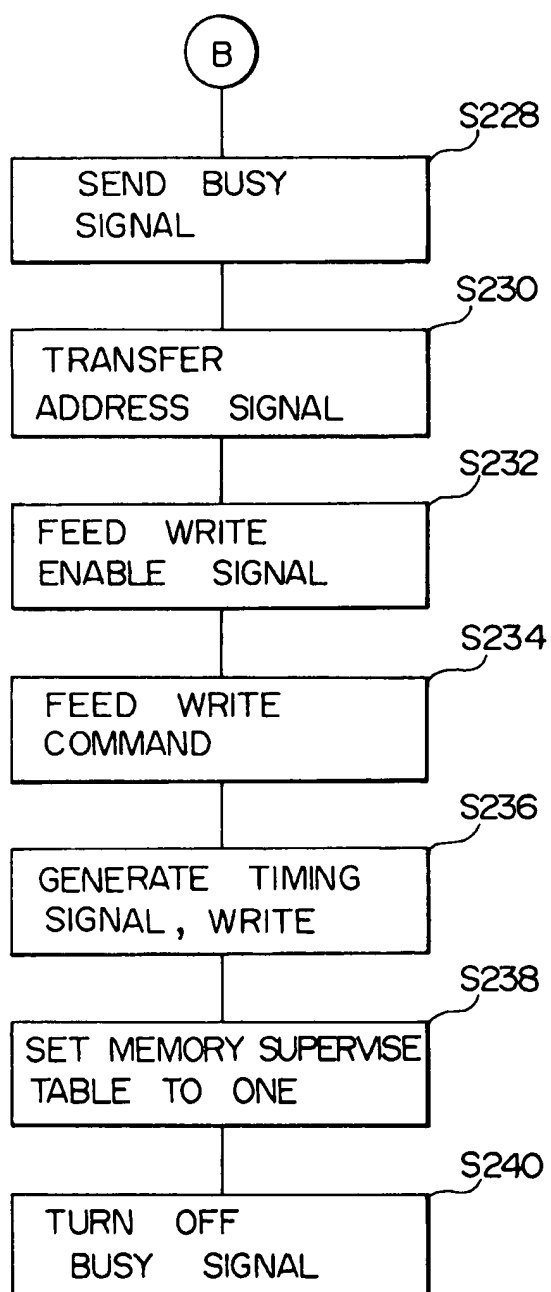 B
S228
SEND BUSY
SIGNAL
S230
TRANSFER
ADDRESS SIGNAL
S232
FEED WRITE
ENABLE SIGNAL
S234
FEED WRITE
COMMAND
S236
GENERATE TIMING
SIGNAL, WRITE
S238
SET MEMORY SUPERVISE
TABLE TO ONE
S240
TURN OFF
BUSY SIGNAL